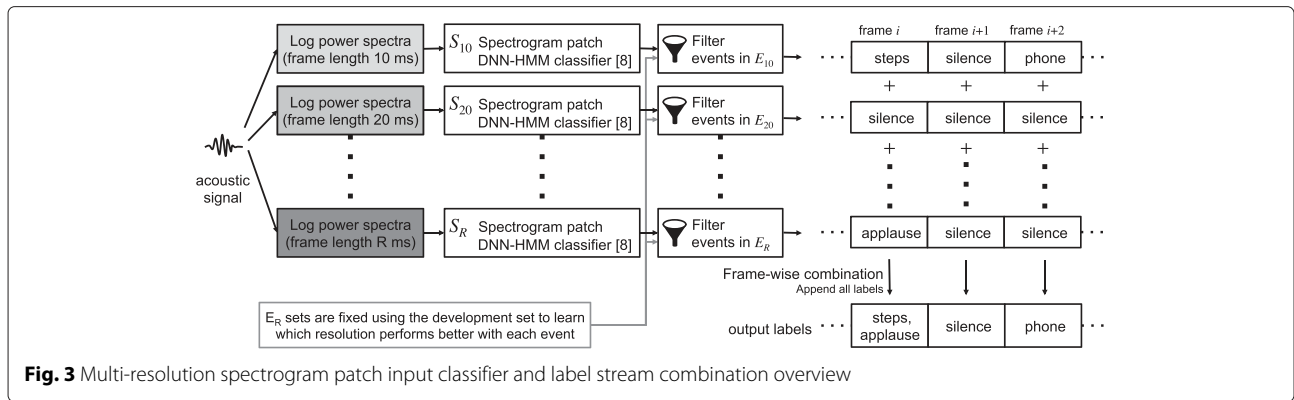 acoustic
signal
Log power spectra
(frame length 10 ms)
S10 Spectrogram patch
DNN-HMM classifier [8]
Filter
events in E10
frame i frame i+1 frame i+2
· · · steps silence phone · · ·
+ + +
Log power spectra
(frame length 20 ms)
S20 Spectrogram patch
DNN-HMM classifier [8]
Filter
events in E20
· · · silence silence silence · · ·
+ + +
Log power spectra
(frame length R ms)
SR Spectrogram patch
DNN-HMM classifier [8]
Filter
events in ER
· · · applause silence silence · · ·
Frame-wise combination
Append all labels
ER sets are fixed using the development set to learn
which resolution performs better with each event
output labels · · · steps, silence phone · · ·
applause
Fig. 3 Multi-resolution spectrogram patch input classifier and label stream combination overview